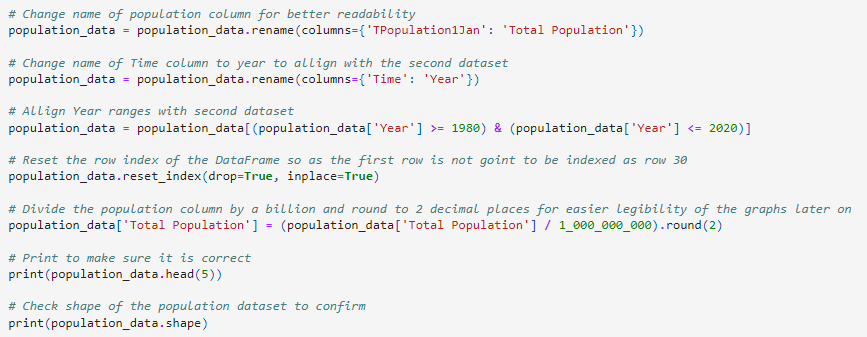 # Change name of population column for better readability
population_data = population_data.rename(columns={'TPopulation1Jan': 'Total Population'})
# Change name of Time column to year to allign with the second dataset
population_data = population_data.rename(columns={'Time': 'Year'})
# Allign Year ranges with second dataset
population_data = population_data[(population_data['Year'] >= 1980) & (population_data['Year'] <= 2020)]
# Reset the row index of the DataFrame so as the first row is not goint to be indexed as row 30
population_data.reset_index(drop=True, inplace=True)
# Divide the population column by a billion and round to 2 decimal places for easier legibility of the graphs later on
population_data['Total Population'] = (population_data['Total Population'] / 1_000_000_000).round(2)
# Print to make sure it is correct
print(population_data.head(5))
# Check shape of the population dataset to confirm
print(population_data.shape)